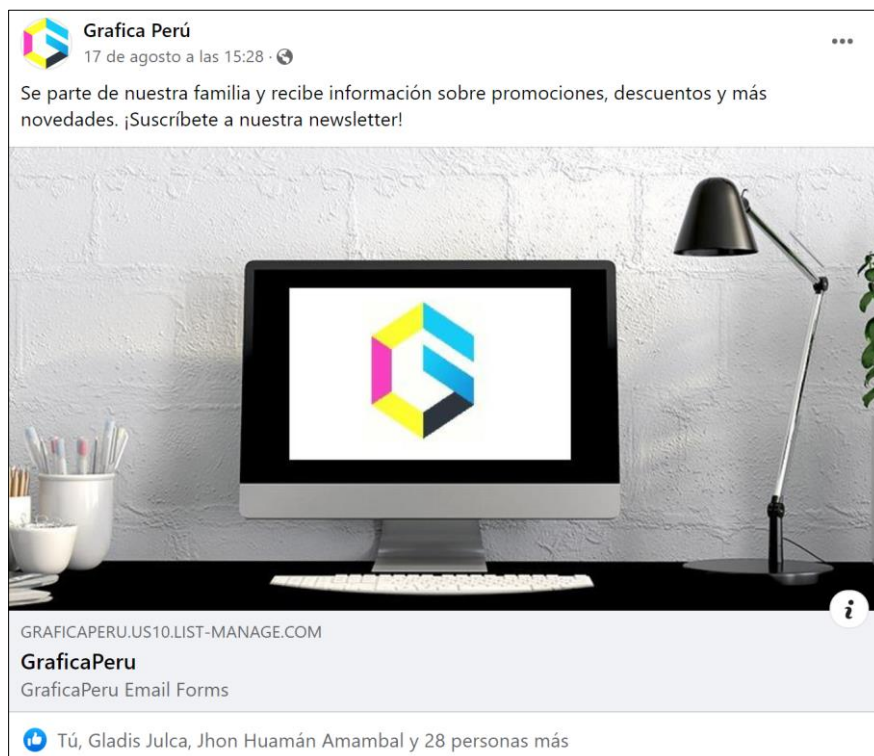 Grafica Perú
17 de agosto a las 15:28 ·
Se parte de nuestra familia y recibe información sobre promociones, descuentos y más
novedades. ¡Suscríbete a nuestra newsletter!
GRAFICAPERU.US10.LIST-MANAGE.COM
GraficaPeru
GraficaPeru Email Forms
Tú, Gladis Julca, Jhon Huamán Amambal y 28 personas más